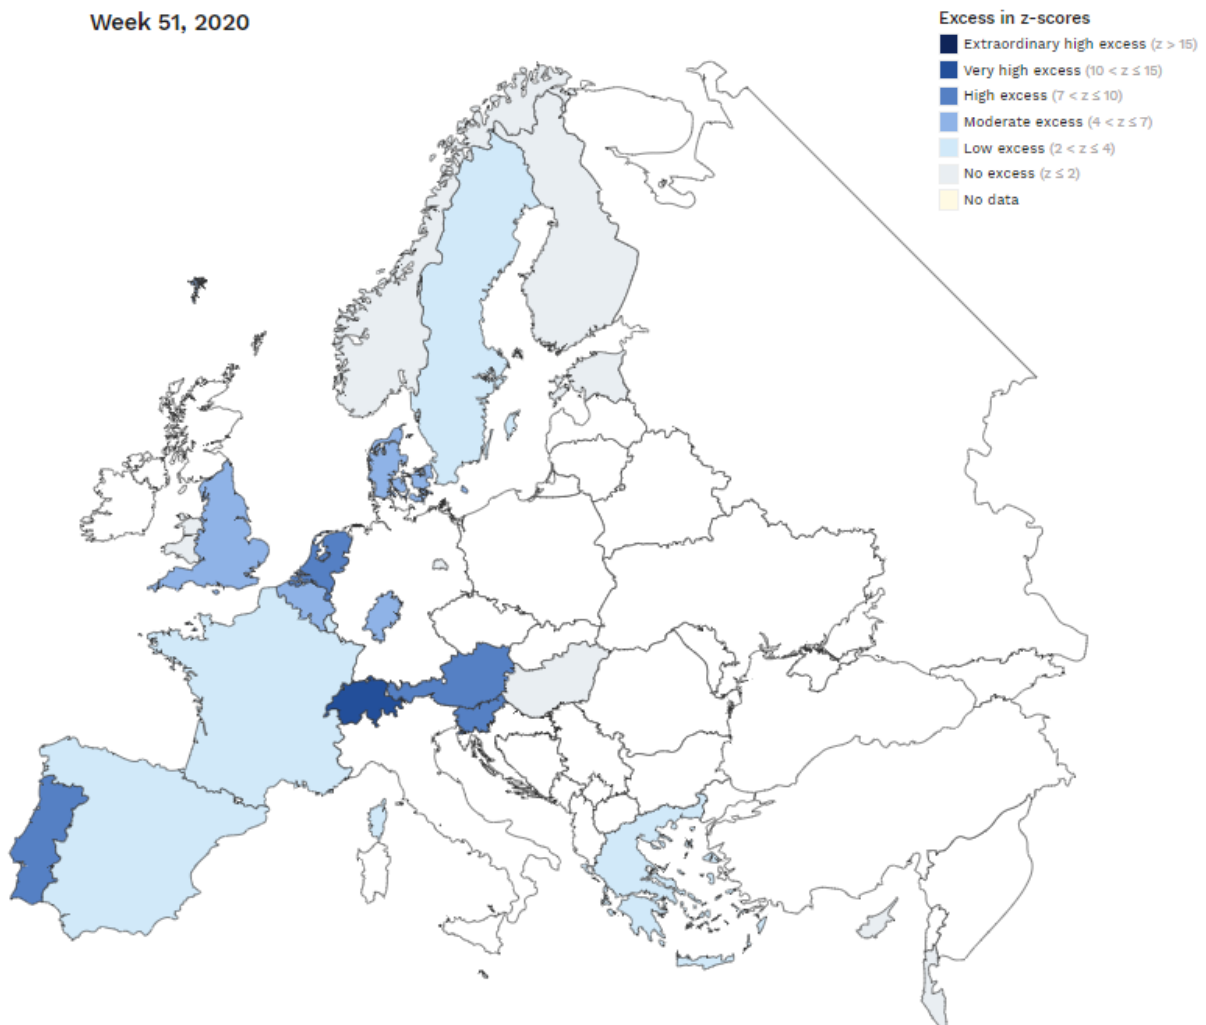 Week 51, 2020
Excess in z-scores
Extraordinary high excess (z > 15)
Very high excess (10 < z ≤ 15)
High excess (7 < z ≤ 10)
Moderate excess (4 < z ≤ 7)
Low excess (2 < z ≤ 4)
No excess (z ≤ 2)
No data